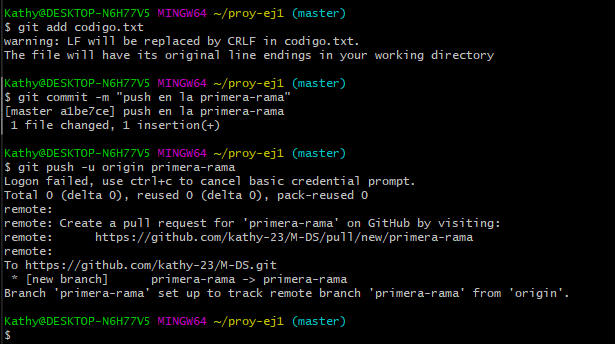 Kathy@DESKTOP-N6H77V5 MINGW64 ~/proy-ej1 (master)
$ git add codigo.txt
warning: LF will be replaced by CRLF in codigo.txt.
The file will have its original line endings in your working directory
Kathy@DESKTOP-N6H77V5 MINGW64 ~/proy-ej1 (master)
$ git commit -m "push en la primera-rama"
[master a1be7ce] push en la primera-rama
 1 file changed, 1 insertion(+)
Kathy@DESKTOP-N6H77V5 MINGW64 ~/proy-ej1 (master)
$ git push -u origin primera-rama
Logon failed, use ctrl+c to cancel basic credential prompt.
Total 0 (delta 0), reused 0 (delta 0), pack-reused 0
remote:
remote: Create a pull request for 'primera-rama' on GitHub by visiting:
remote:      https://github.com/kathy-23/M-DS/pull/new/primera-rama
remote:
To https://github.com/kathy-23/M-DS.git
 * [new branch]      primera-rama -> primera-rama
Branch 'primera-rama' set up to track remote branch 'primera-rama' from 'origin'.
Kathy@DESKTOP-N6H77V5 MINGW64 ~/proy-ej1 (master)
$